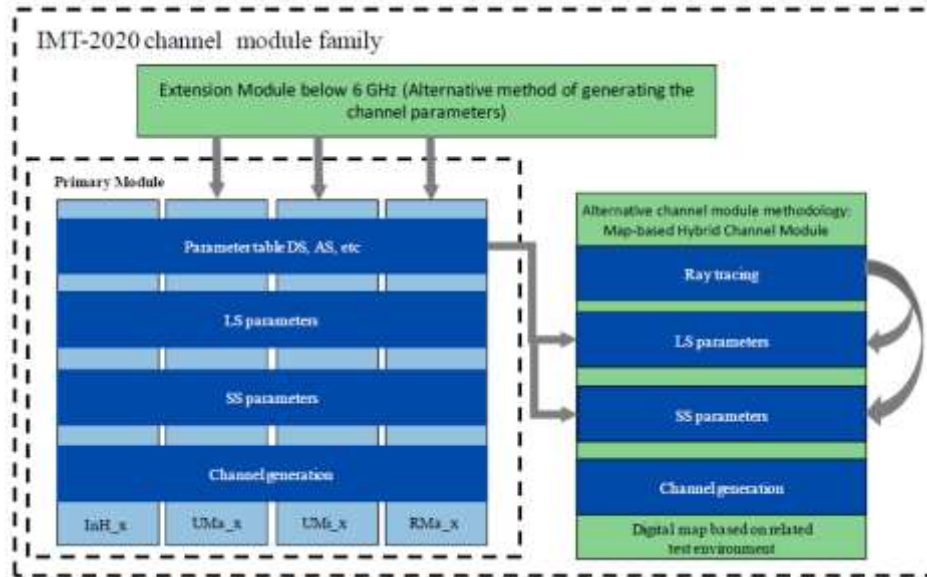 IMT-2020 channel module family
Extension Module below 6 GHz (Alternative method of generating the
channel parameters)
Primary Module
Parameter table DS, AS, etc
LS parameters
SS parameters
Channel generation
InH_x
UMa_x
UMi_x
RMa_x
Alternative channel module methodology:
Map-based Hybrid Channel Module
Ray tracing
LS parameters
SS parameters
Channel generation
Digital map based on related
test environment